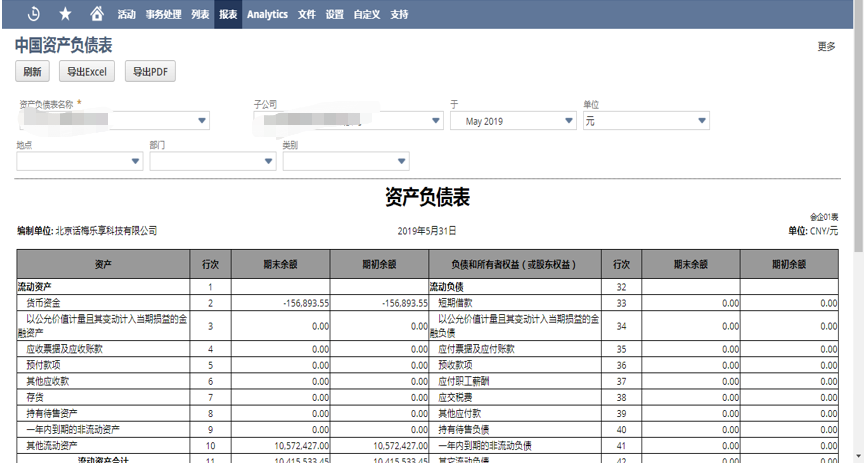 活动 事务处理 列表 报表 Analytics 文件 设置 自定义 支持
中国资产负债表
更多
刷新 导出Excel 导出PDF
资产负债表名称 * 子公司 于 单位
May 2019 元
地点 部门 类别
资产负债表
会企01表
编制单位: 北京话梅乐享科技有限公司 2019年5月31日 单位: CNY/元
资产 行次 期末余额 期初余额 负债和所有者权益（或股东权益） 行次 期末余额 期初余额
流动资产 1 流动负债 32
货币资金 2 -156,893.55 -156,893.55 短期借款 33 0.00 0.00
以公允价值计量且其变动计入当期损益的金融资产 3 0.00 0.00 以公允价值计量且其变动计入当期损益的金融负债 34 0.00 0.00
应收票据及应收账款 4 0.00 0.00 应付票据及应付账款 35 0.00 0.00
预付款项 5 0.00 0.00 预收款项 36 0.00 0.00
其他应收款 6 0.00 0.00 应付职工薪酬 37 0.00 0.00
存货 7 0.00 0.00 应交税费 38 0.00 0.00
持有待售资产 8 0.00 0.00 其他应付款 39 0.00 0.00
一年内到期的非流动资产 9 0.00 0.00 持有待售负债 40 0.00 0.00
其他流动资产 10 10,572,427.00 10,572,427.00 一年内到期的非流动负债 41 0.00 0.00
流动资产合计 11 10,415,533.45 10,415,533.45 其它流动负债 42 0.00 0.00